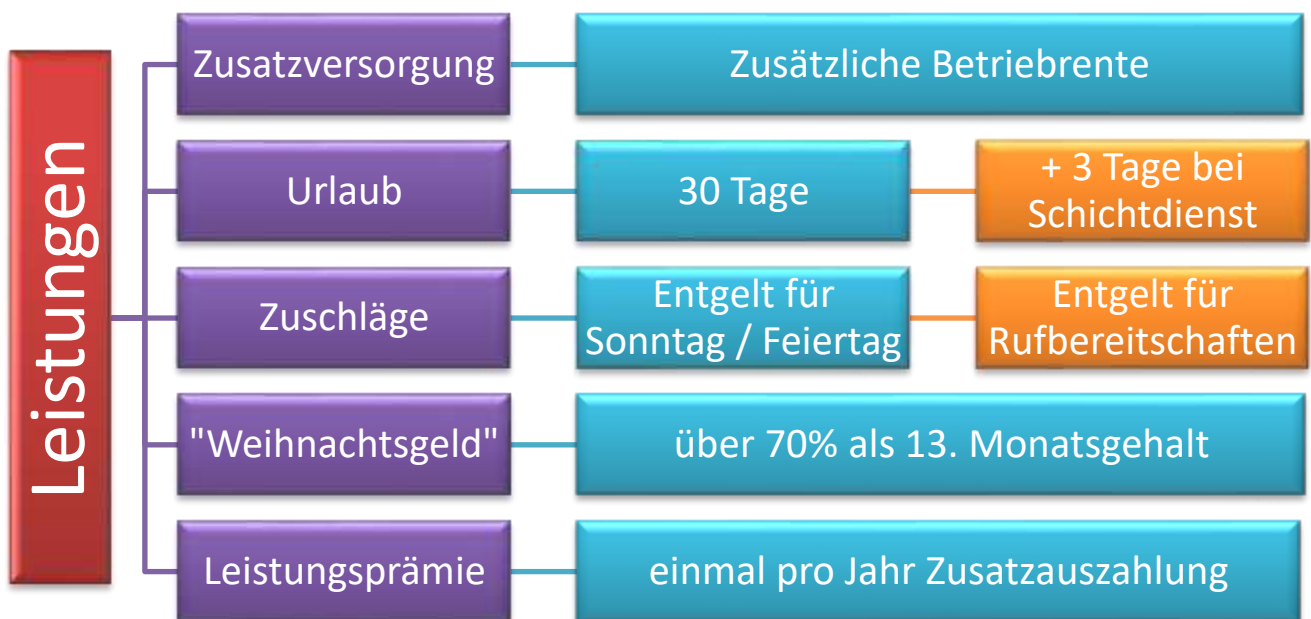 Leistungen
Zusatzversorgung
Zusätzliche Betriebrente
Urlaub
30 Tage
+ 3 Tage bei
Schichtdienst
Zuschläge
Entgelt für
Sonntag / Feiertag
Entgelt für
Rufbereitschaften
"Weihnachtsgeld"
über 70% als 13. Monatsgehalt
Leistungsprämie
einmal pro Jahr Zusatzauszahlung